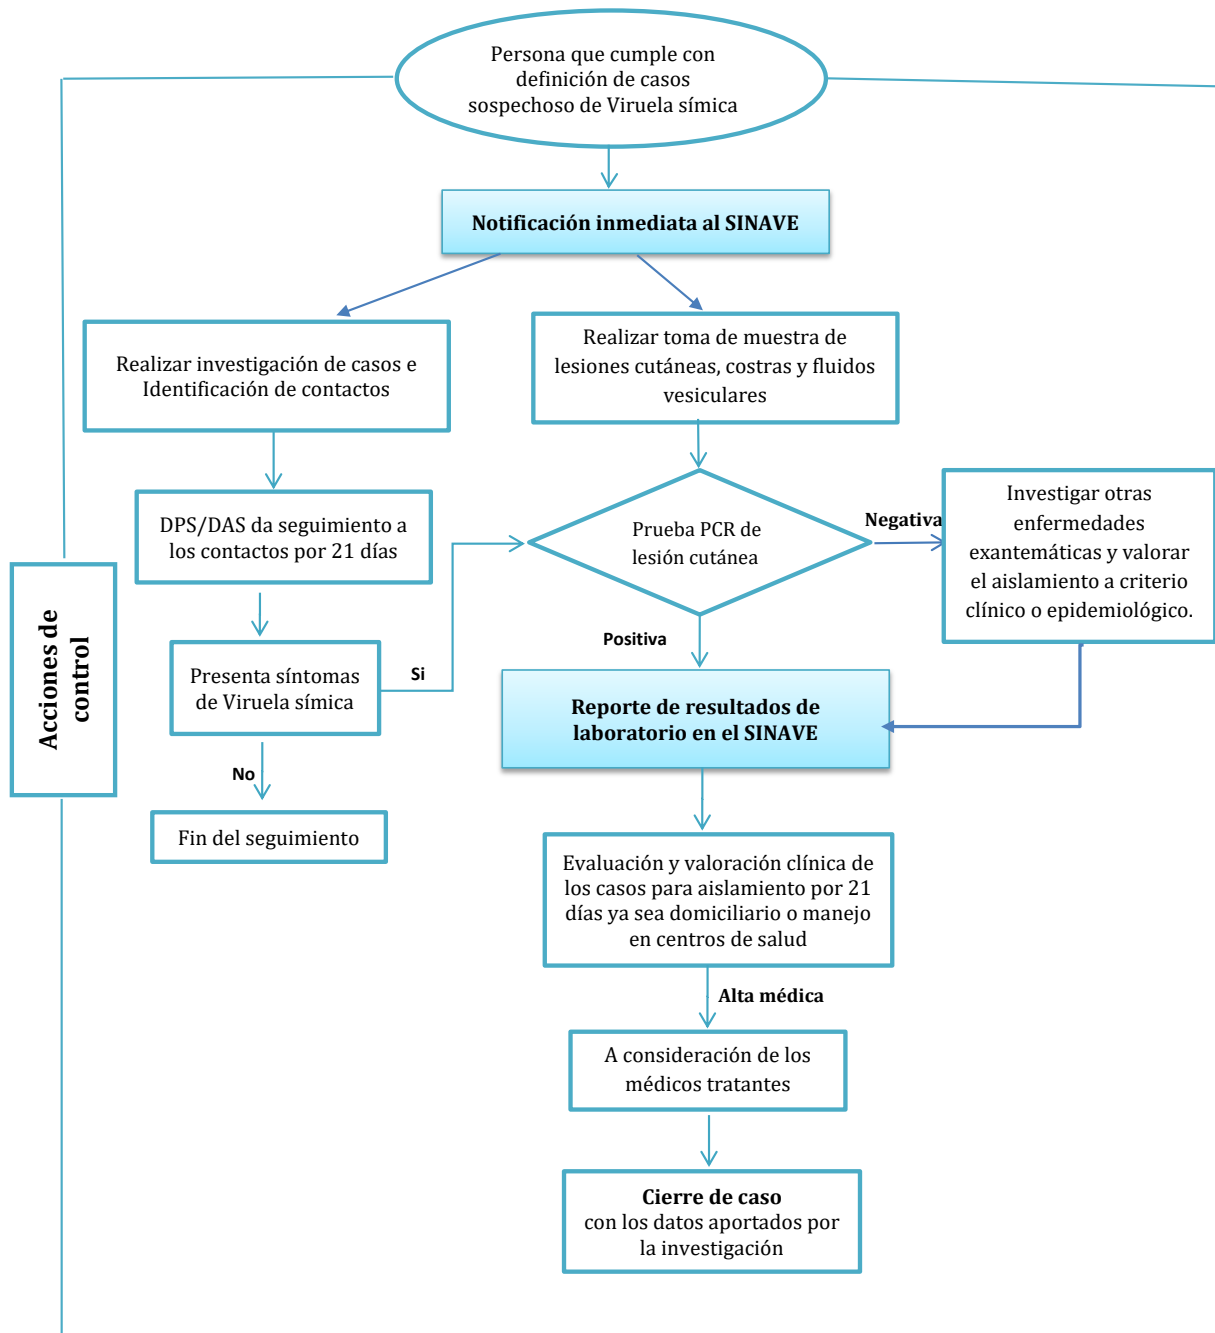 Persona que cumple con
definición de casos
sospechoso de Viruela símica
Notificación inmediata al SINAVE
Realizar investigación de casos e
Identificación de contactos
Realizar toma de muestra de
lesiones cutáneas, costras y fluidos
vesiculares
DPS/DAS da seguimiento a
los contactos por 21 días
Prueba PCR de
lesión cutánea
Negativa
Investigar otras
enfermedades
exantemáticas y valorar
el aislamiento a criterio
clínico o epidemiológico.
Acciones de
control
Presenta síntomas
de Viruela símica
Si
Positiva
No
Fin del seguimiento
Reporte de resultados de
laboratorio en el SINAVE
Evaluación y valoración clínica de
los casos para aislamiento por 21
días ya sea domiciliario o manejo
en centros de salud
Alta médica
A consideración de los
médicos tratantes
Cierre de caso
con los datos aportados por
la investigación